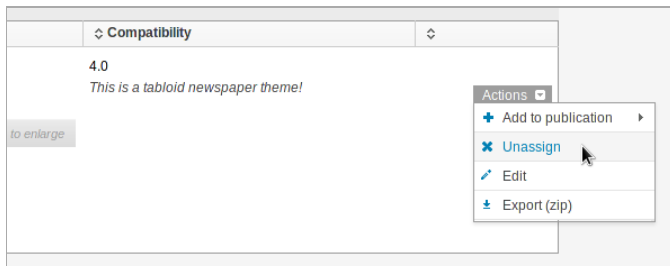 Compatibility
4.0
This is a tabloid newspaper theme!
Actions
to enlarge
Add to publication
Unassign
Edit
Export (zip)